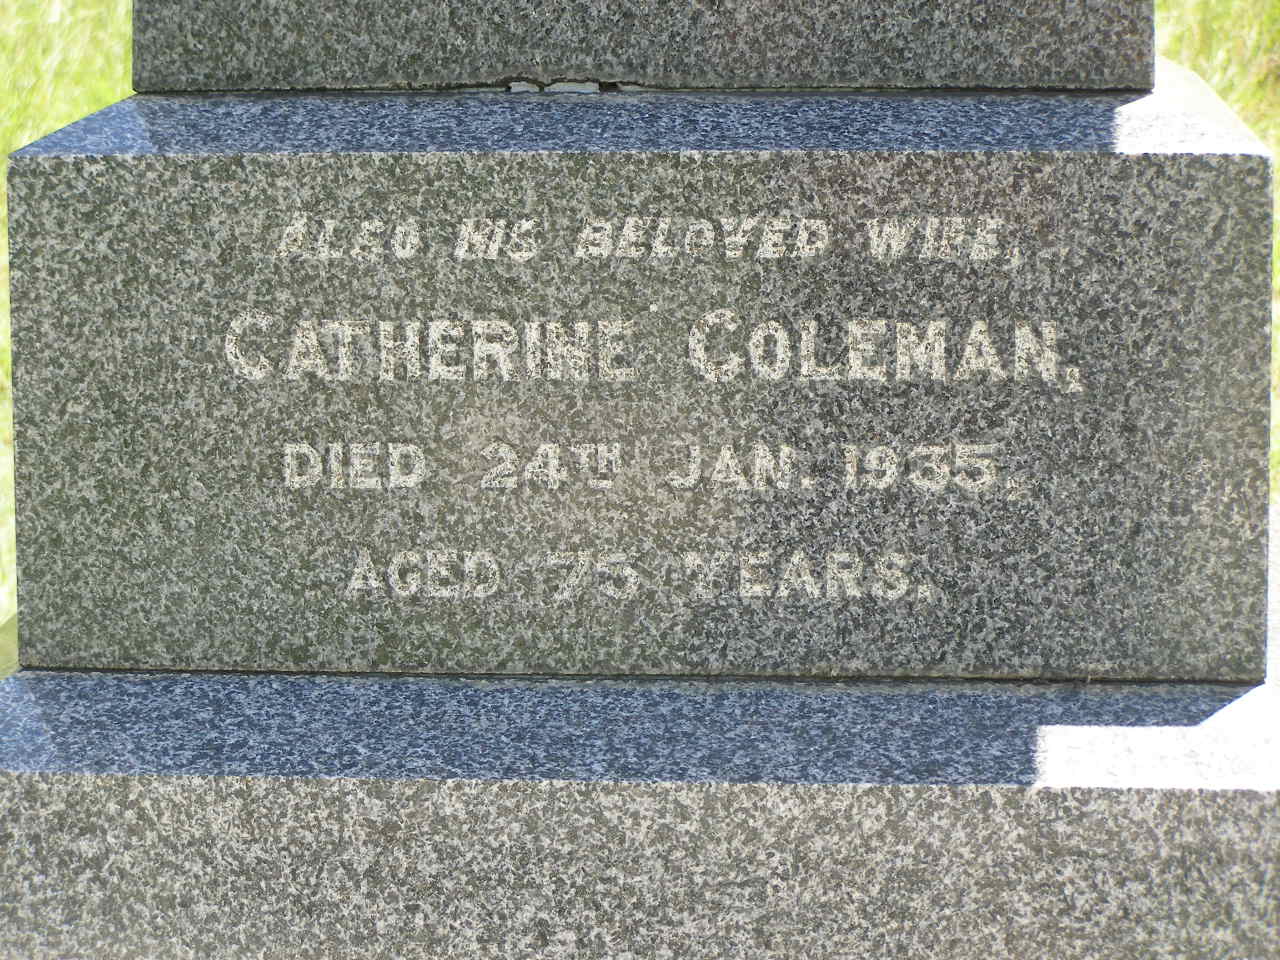 ALSO HIS BELOVED WIFE,
CATHERINE COLEMAN,
DIED 24TH JAN. 1935,
AGED 75 YEARS.